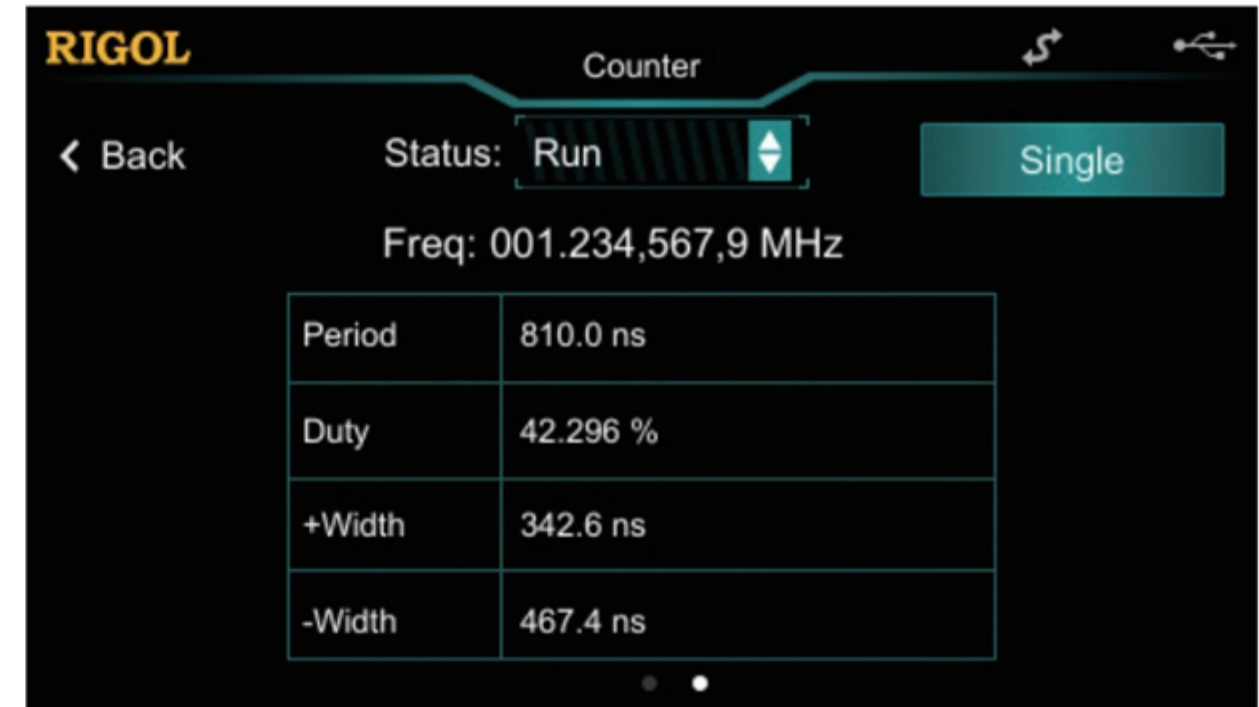 RIGOL
Counter
Back
Status: Run
Single
Freq: 001.234,567,9 MHz
Period 810.0 ns
Duty 42.296 %
+Width 342.6 ns
-Width 467.4 ns